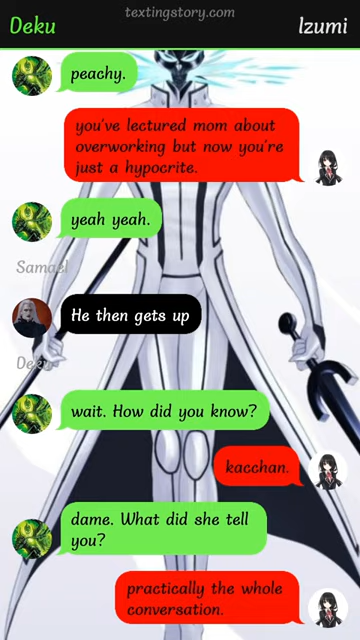 textingstory.com
Deku
Izumi
peachy.
you've lectured mom about
overworking but now you're
just a hypocrite.
yeah yeah.
Samael
He then gets up
Deku
wait. How did you know?
kacchan.
dame. What did she tell
you?
practically the whole
conversation.